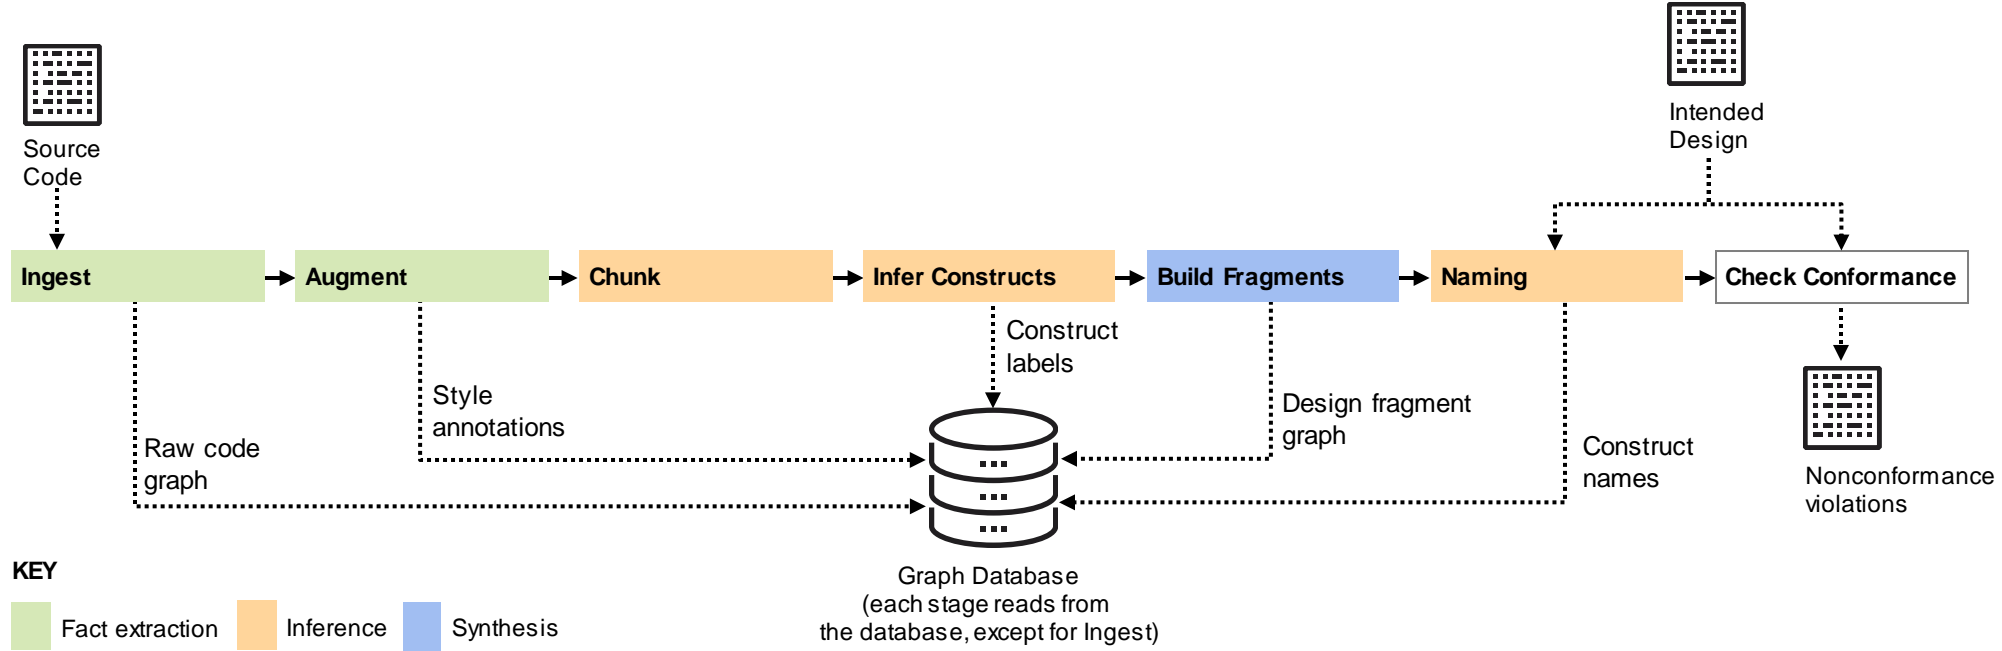 Source
Code
Intended
Design
Ingest
Augment
Chunk
Infer Constructs
Build Fragments
Naming
Check Conformance
Construct
labels
Style
annotations
Design fragment
graph
Raw code
graph
Construct
names
Nonconformance
violations
Graph Database
(each stage reads from
the database, except for Ingest)
KEY
Fact extraction
Inference
Synthesis